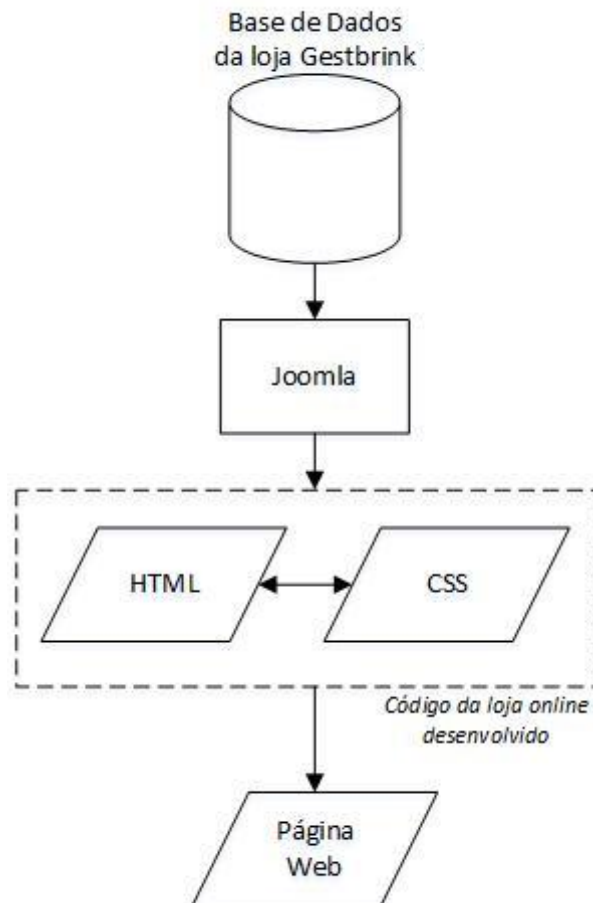 Base de Dados
da loja Gestbrink
Joomla
HTML
CSS
Código da loja online
desenvolvido
Página
Web